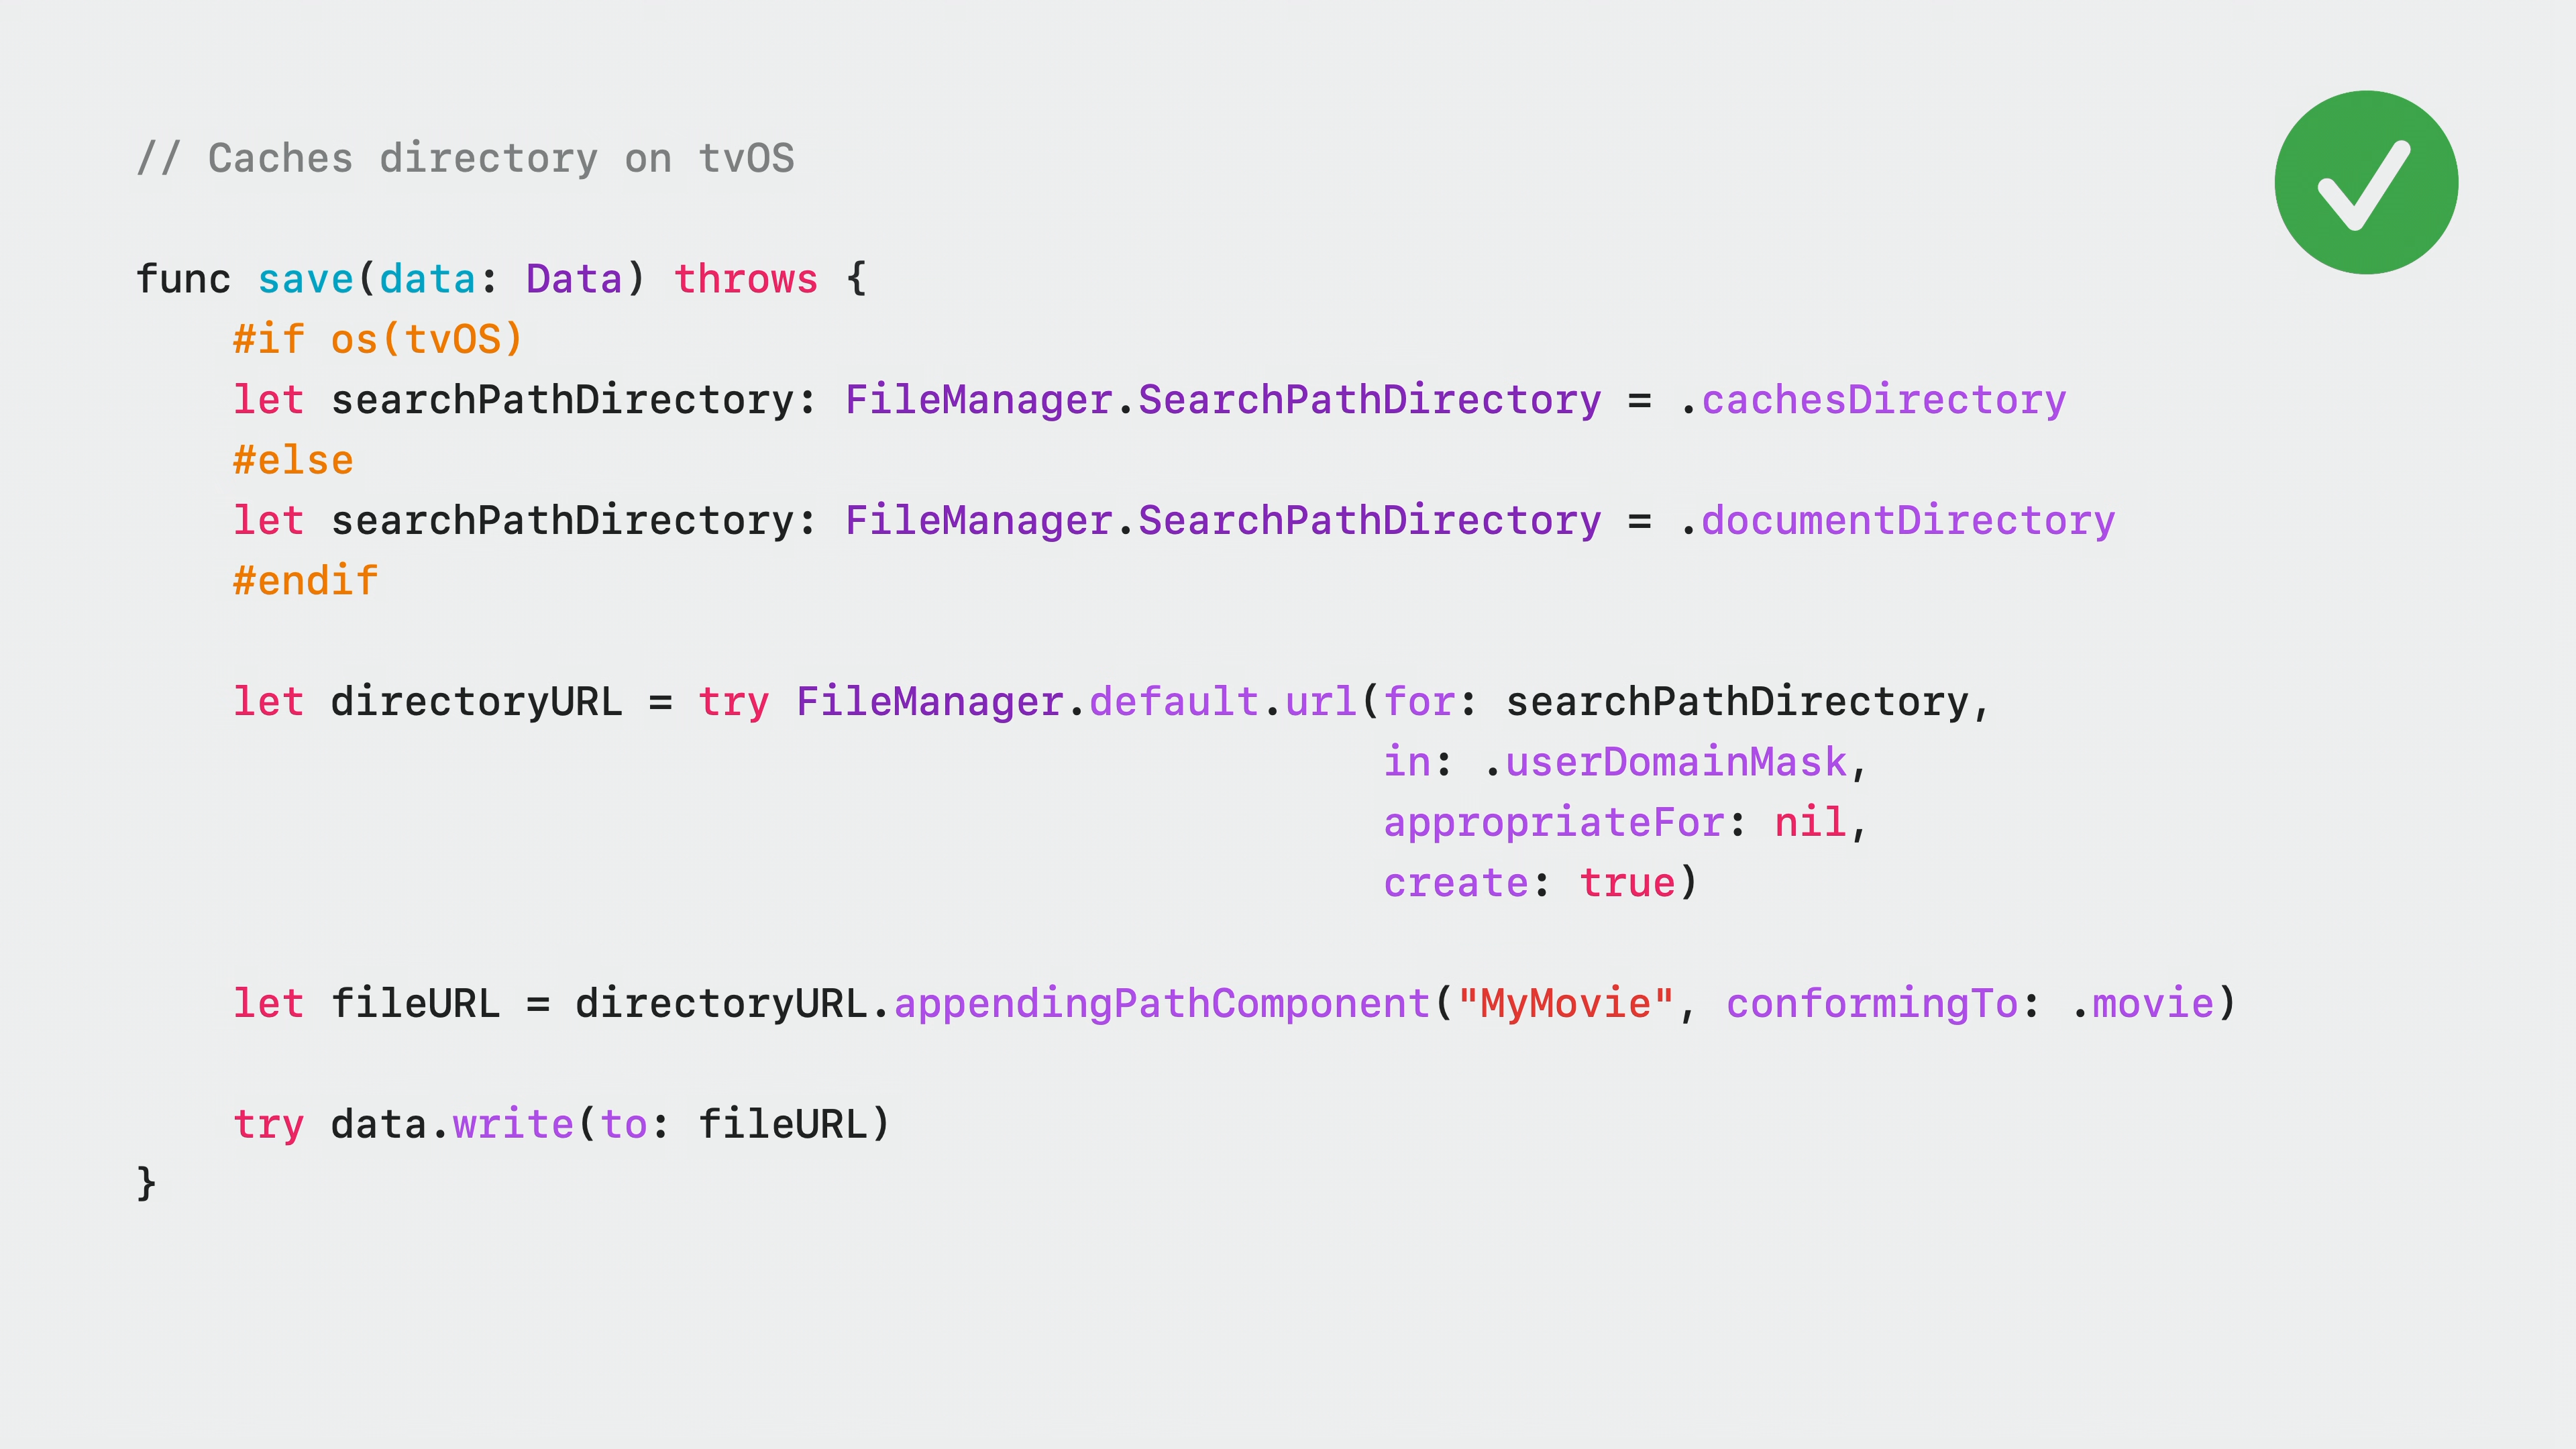 // Caches directory on tvOS
func save(data: Data) throws {
    #if os(tvOS)
    let searchPathDirectory: FileManager.SearchPathDirectory = .cachesDirectory
    #else
    let searchPathDirectory: FileManager.SearchPathDirectory = .documentDirectory
    #endif
    let directoryURL = try FileManager.default.url(for: searchPathDirectory,
                                                   in: .userDomainMask,
                                                   appropriateFor: nil,
                                                   create: true)
    let fileURL = directoryURL.appendingPathComponent("MyMovie", conformingTo: .movie)
    try data.write(to: fileURL)
}